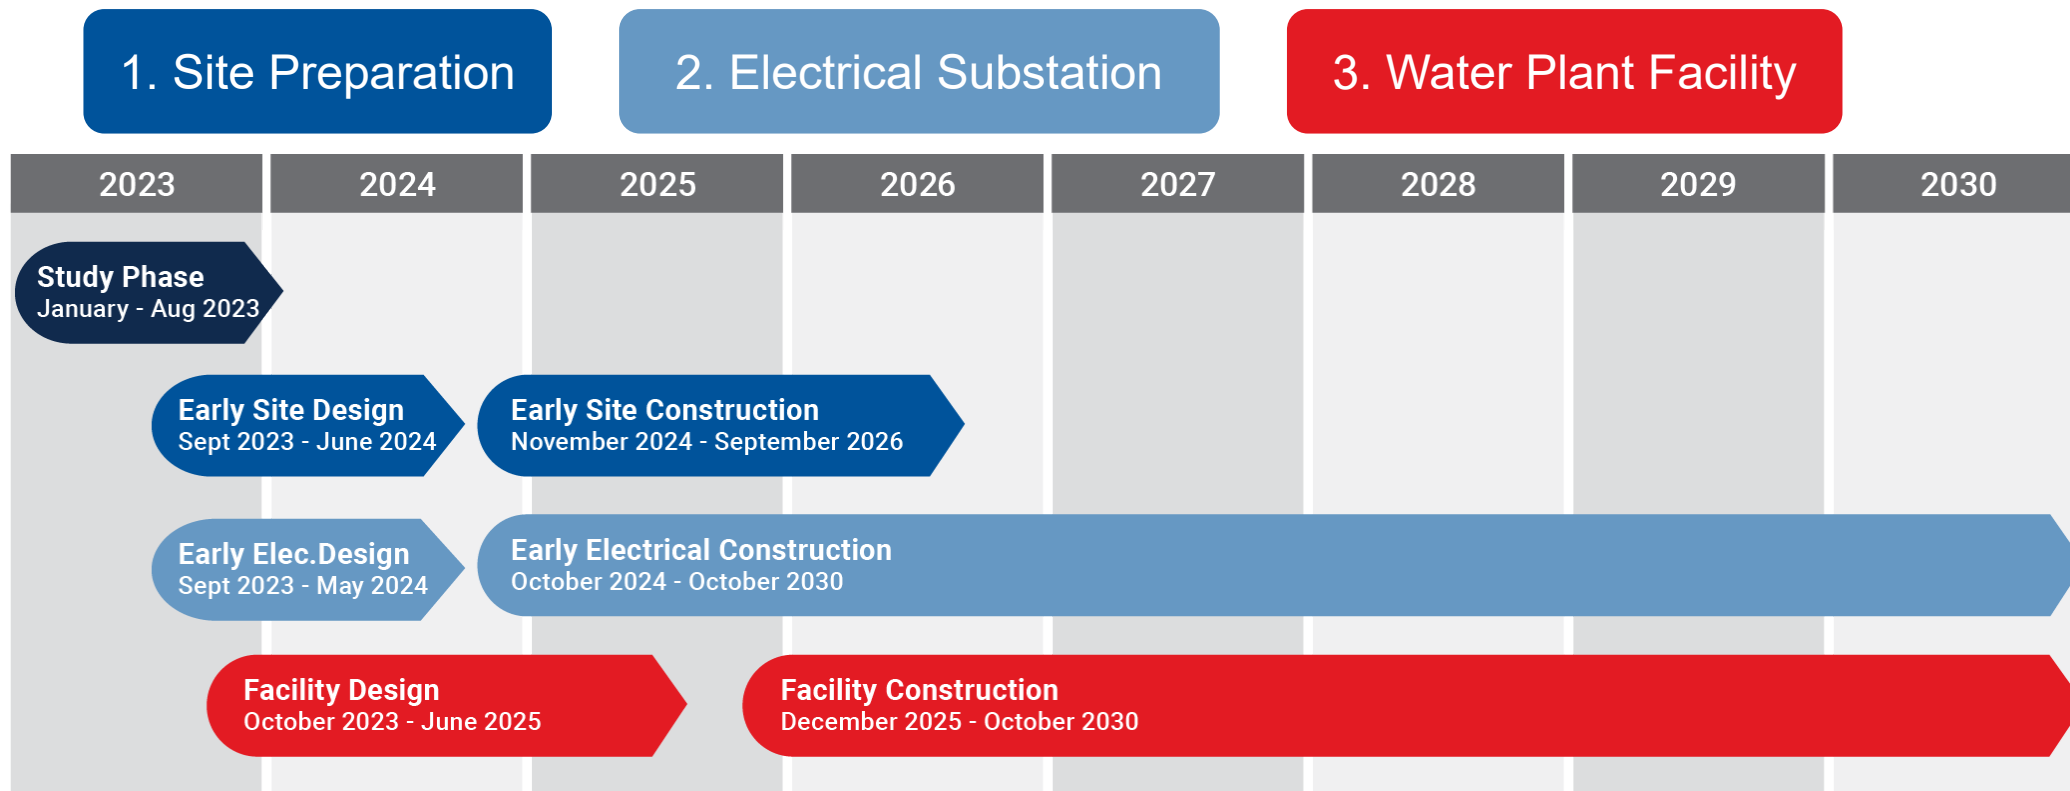 1. Site Preparation
2. Electrical Substation
3. Water Plant Facility
2023
2024
2025
2026
2027
2028
2029
2030
Study Phase
January - Aug 2023
Early Site Design
Sept 2023 - June 2024
Early Site Construction
November 2024 - September 2026
Early Elec.Design
Sept 2023 - May 2024
Early Electrical Construction
October 2024 - October 2030
Facility Design
October 2023 - June 2025
Facility Construction
December 2025 - October 2030